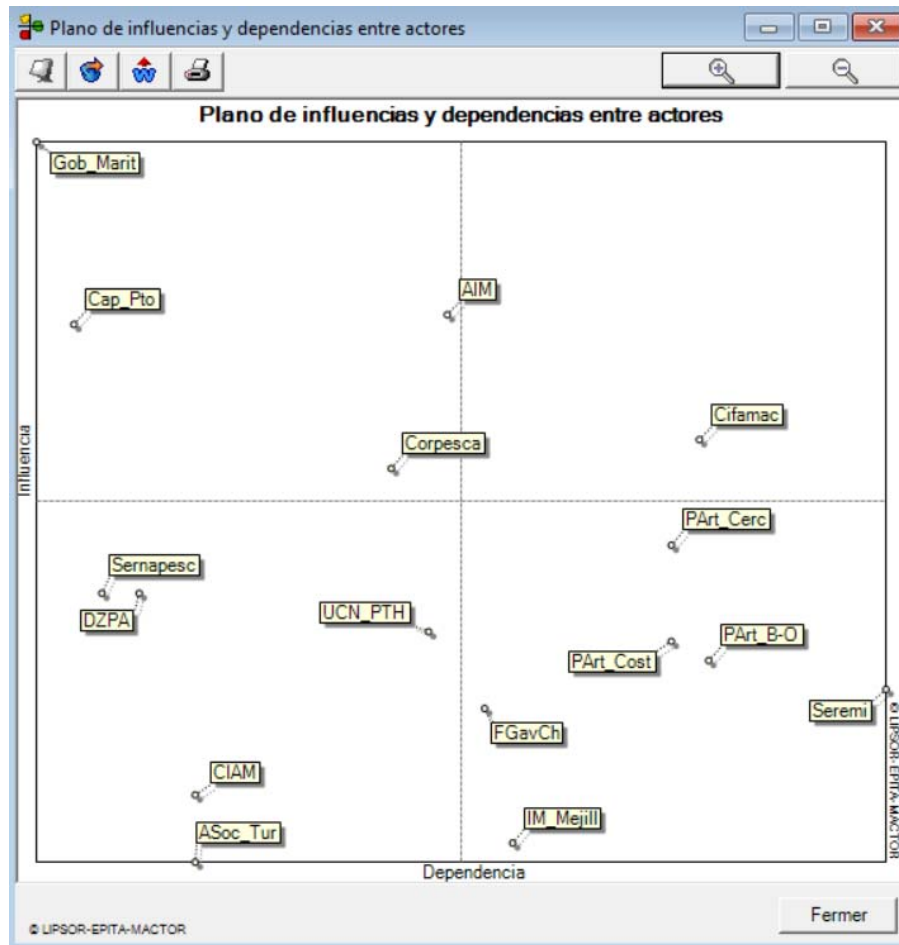 Plano de influencias y dependencias entre actores
Plano de influencias y dependencias entre actores
Gob_Marit
Cap_Pto
AIM
Cifamac
Corpesca
Influencia
PArt_Cerc
Sernapesc
DZPA
UCN_PTH
PArt_B-O
PArt_Cost
Seremi
FGavCh
CIAM
IM_Mejill
ASoc_Tur
Dependencia
© LIPSOR-EPITA-MACTOR
Fermer
© LIPSOR-EPITA-MACTOR